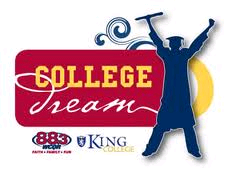 COLLEGE
dream
88.3
WCQR
FAITH • FAMILY • FUN
KING
COLLEGE